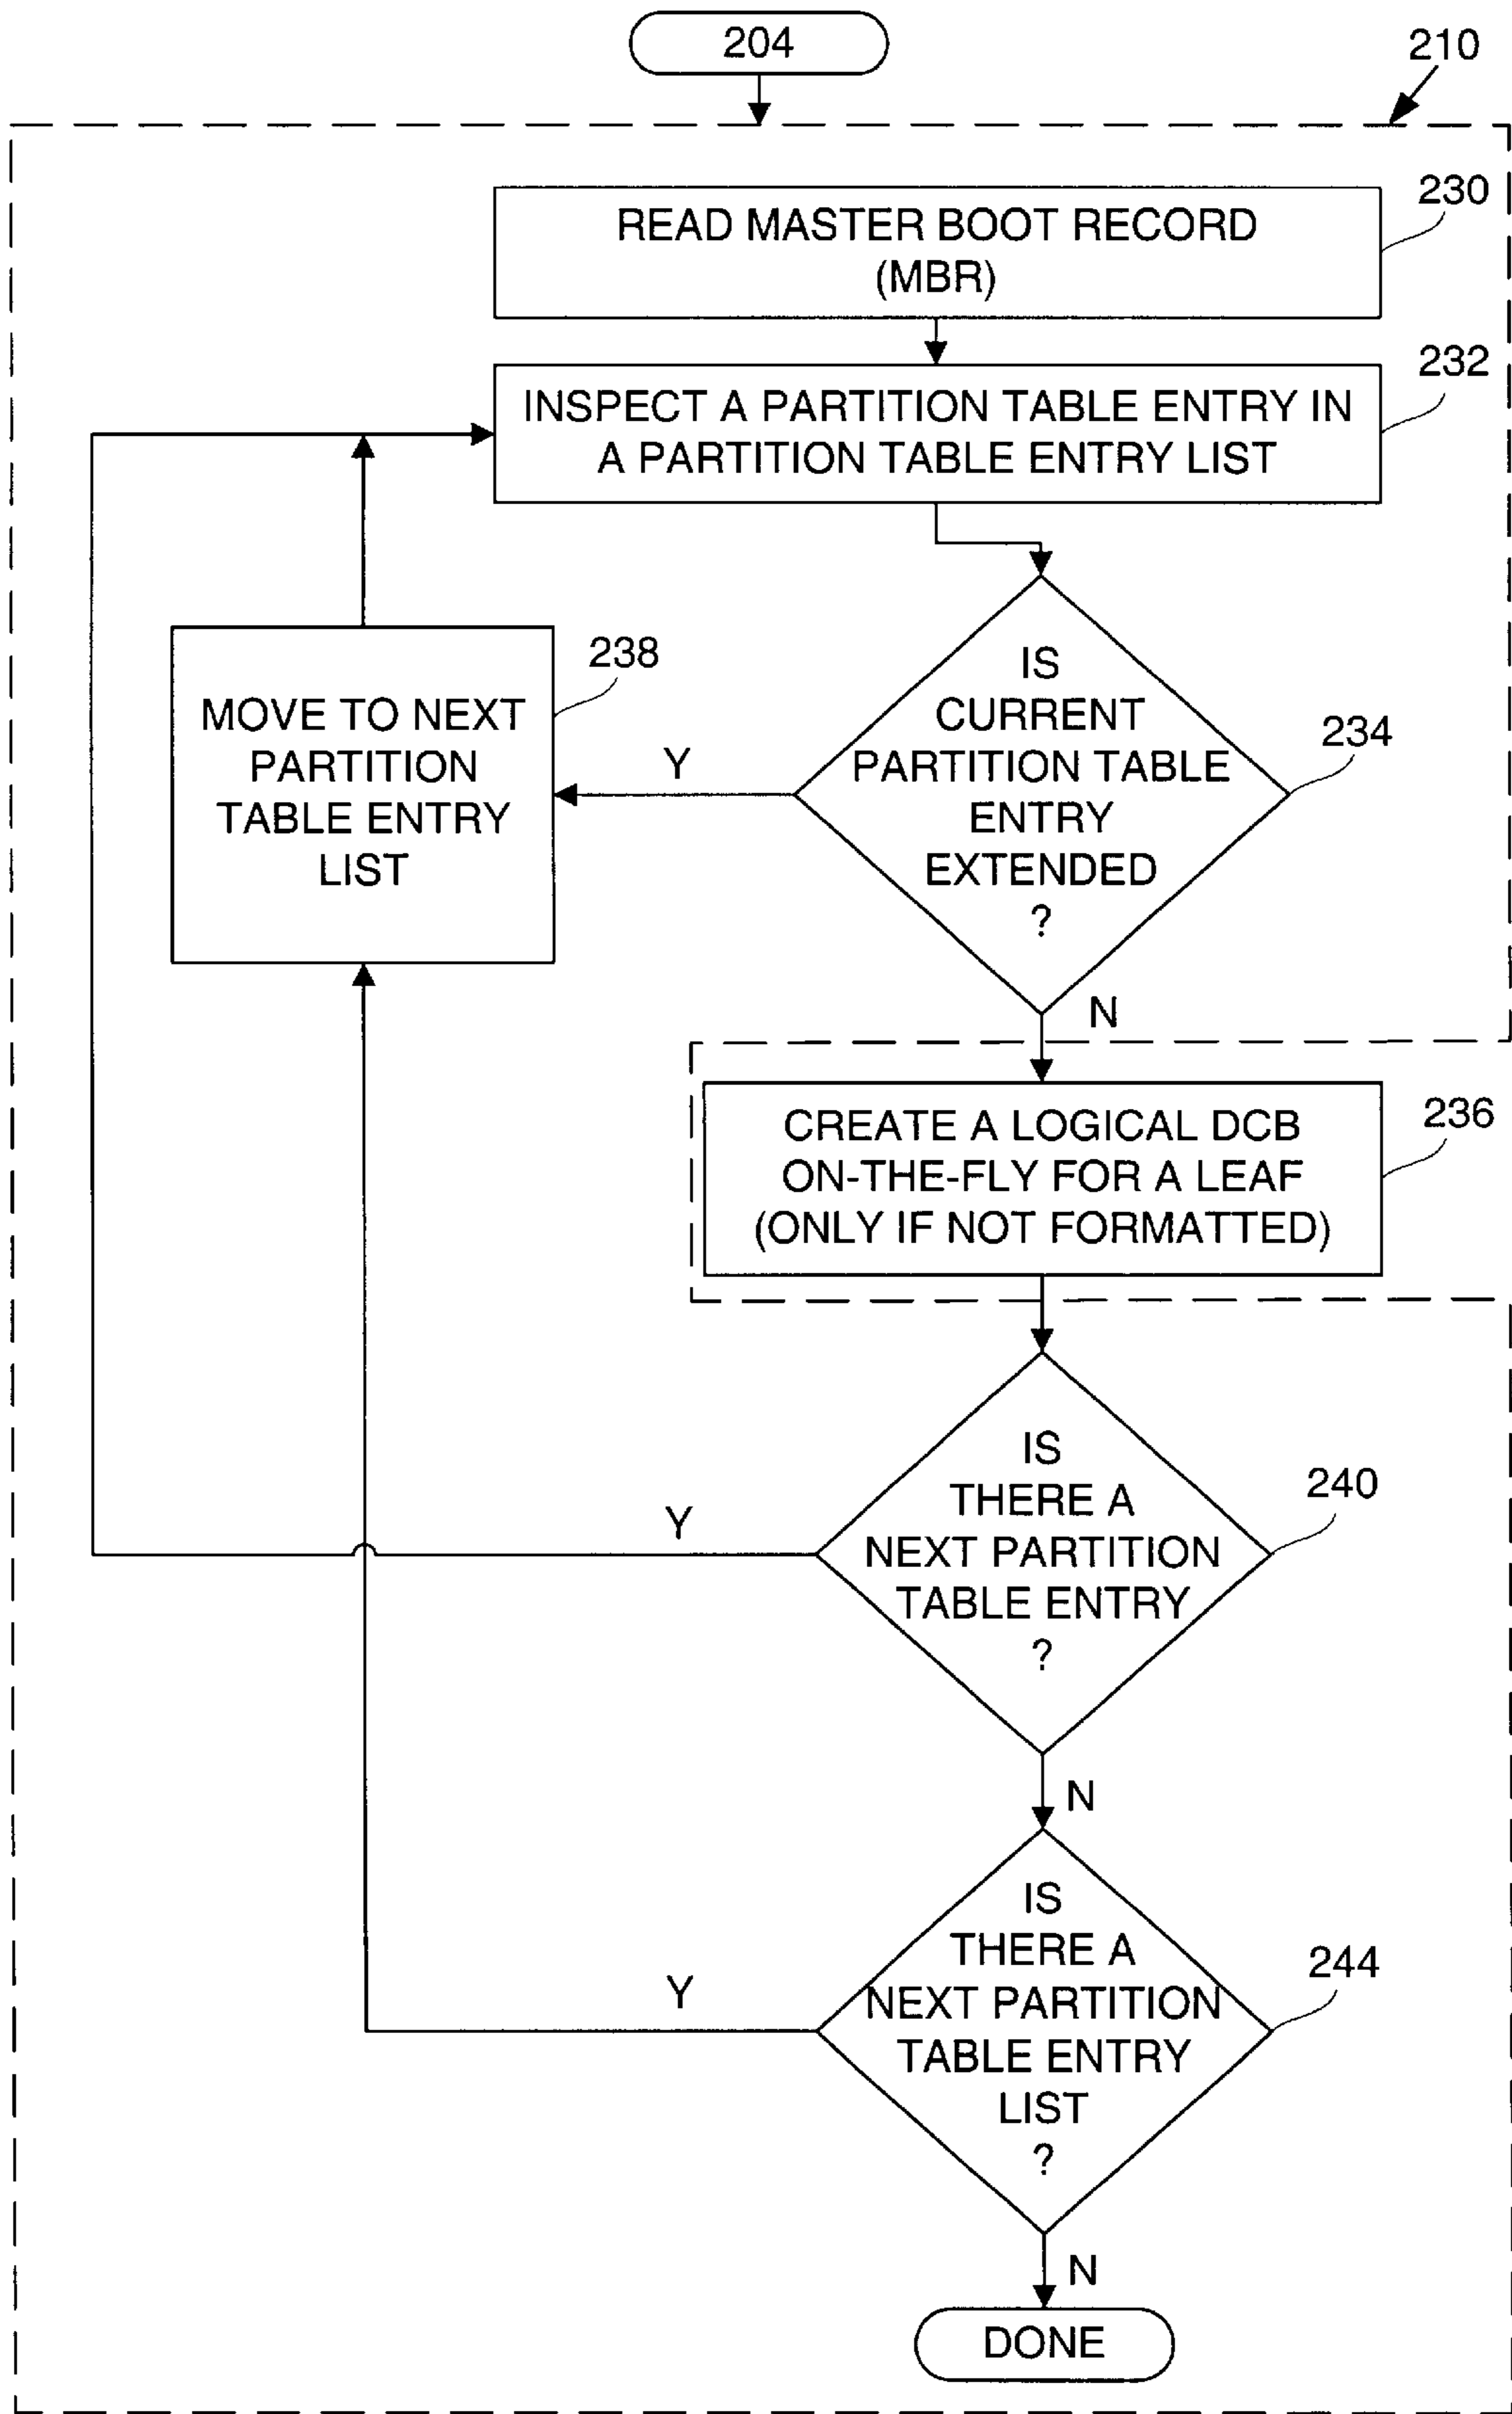 204
210
230
READ MASTER BOOT RECORD
(MBR)
232
INSPECT A PARTITION TABLE ENTRY IN
A PARTITION TABLE ENTRY LIST
238
MOVE TO NEXT
PARTITION
TABLE ENTRY
LIST
Y
IS
CURRENT
PARTITION TABLE
ENTRY
EXTENDED
?
234
N
CREATE A LOGICAL DCB
ON-THE-FLY FOR A LEAF
(ONLY IF NOT FORMATTED)
236
IS
THERE A
NEXT PARTITION
TABLE ENTRY
?
240
Y
N
IS
THERE A
NEXT PARTITION
TABLE ENTRY
LIST
?
244
Y
N
DONE